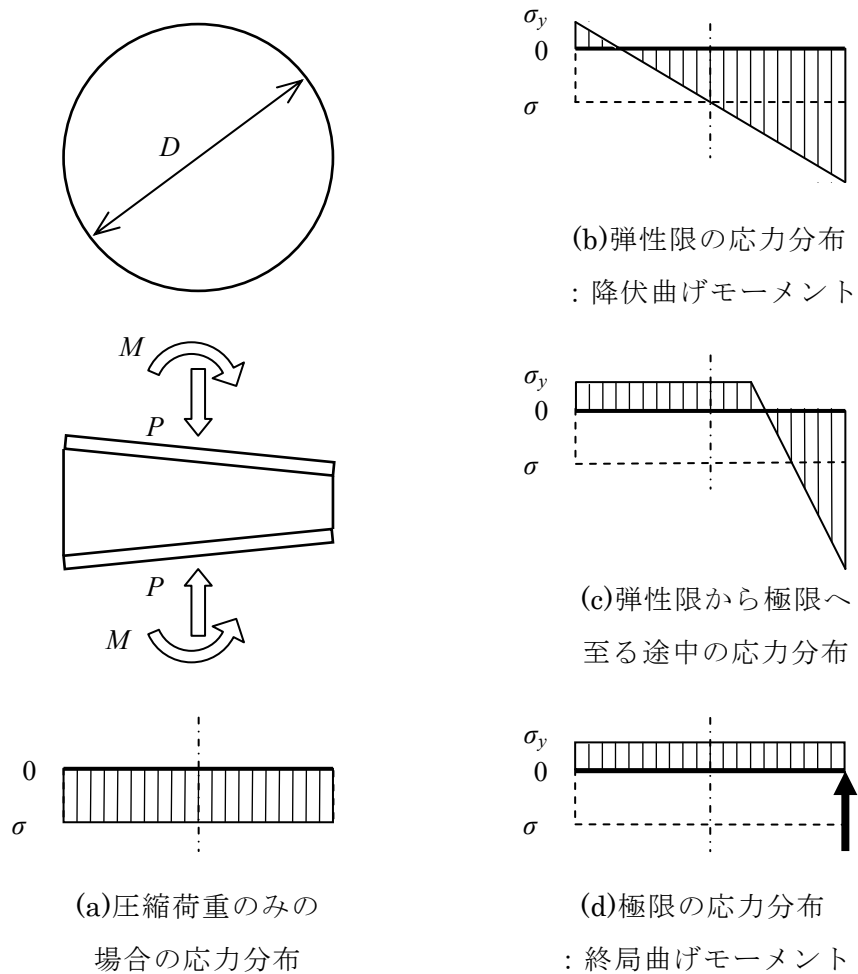 D
M
P
P
M
0
σ
(a)圧縮荷重のみの
場合の応力分布
σy
0
σ
(b)弾性限の応力分布
：降伏曲げモーメント
σy
0
σ
(c)弾性限から極限へ
至る途中の応力分布
σy
0
σ
(d)極限の応力分布
：終局曲げモーメント